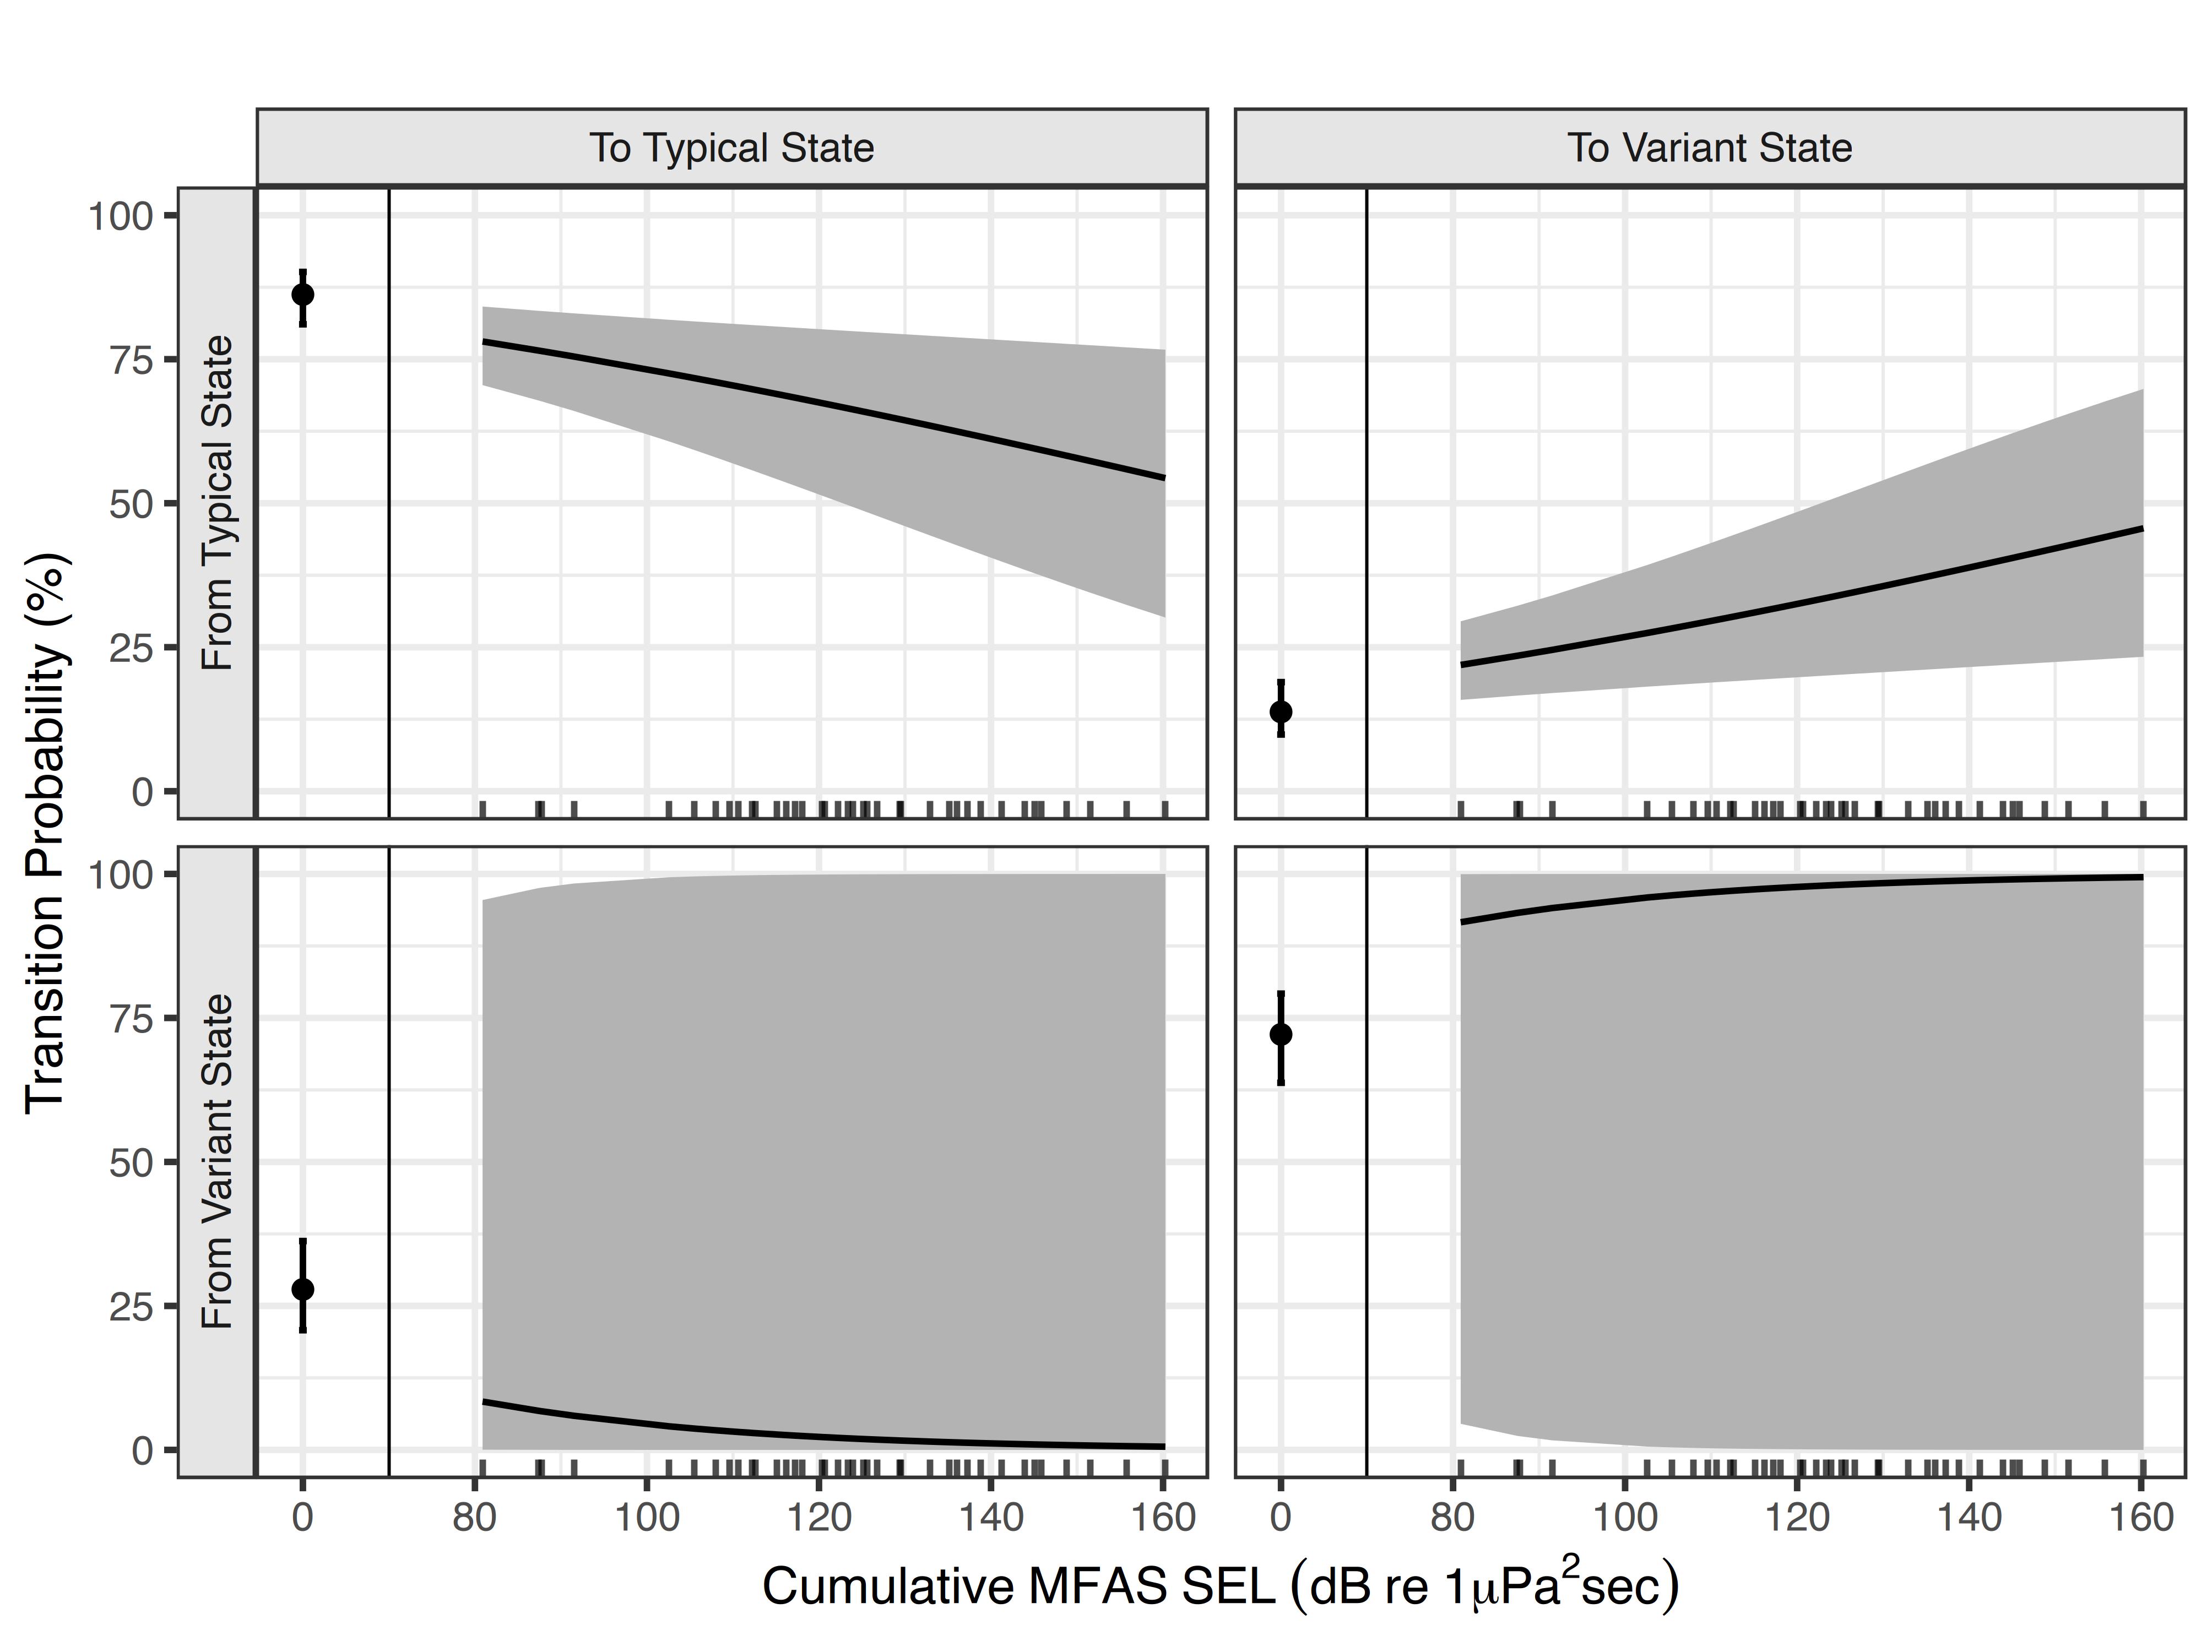 To Typical State
To Variant State
Transition Probability (%)
From Typical State
100
75
50
25
0
From Variant State
100
75
50
25
0
0 80 100 120 140 160
0 80 100 120 140 160
Cumulative MFAS SEL (dB re 1μPa²sec)